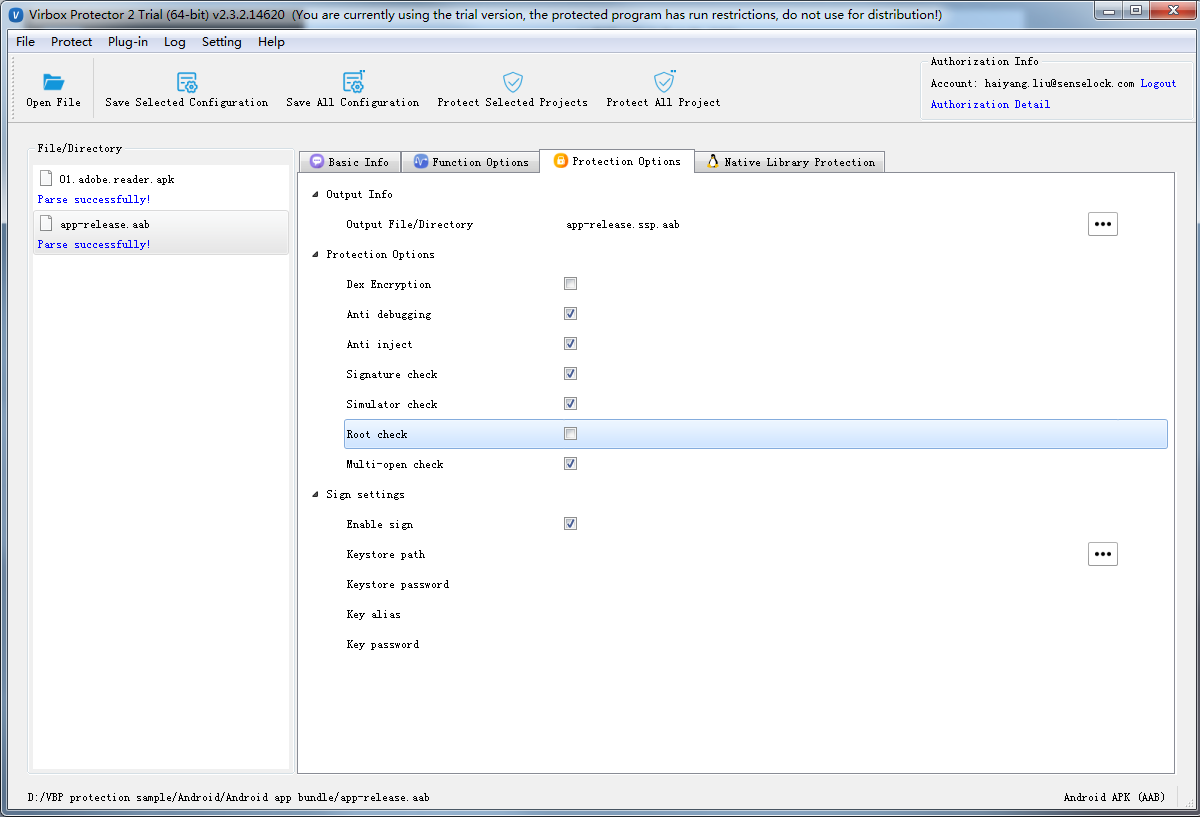 Virbox Protector 2 Trial (64-bit) v2.3.2.14620 (You are currently using the trial version, the protected program has run restrictions, do not use for distribution!)
File Protect Plug-in Log Setting Help
Open File Save Selected Configuration Save All Configuration Protect Selected Projects Protect All Project
Authorization Info
Account: haiyang.liu@senselock.com Logout
Authorization Detail
File/Directory
01.adobe.reader.apk
Parse successfully!
app-release.aab
Parse successfully!
Basic Info Function Options Protection Options Native Library Protection
Output Info
Output File/Directory app-release.ssp.aab •••
Protection Options
Dex Encryption
Anti debugging
Anti inject
Signature check
Simulator check
Root check
Multi-open check
Sign settings
Enable sign
Keystore path •••
Keystore password
Key alias
Key password
D:/VBP protection sample/Android/Android app bundle/app-release.aab Android APK (AAB)